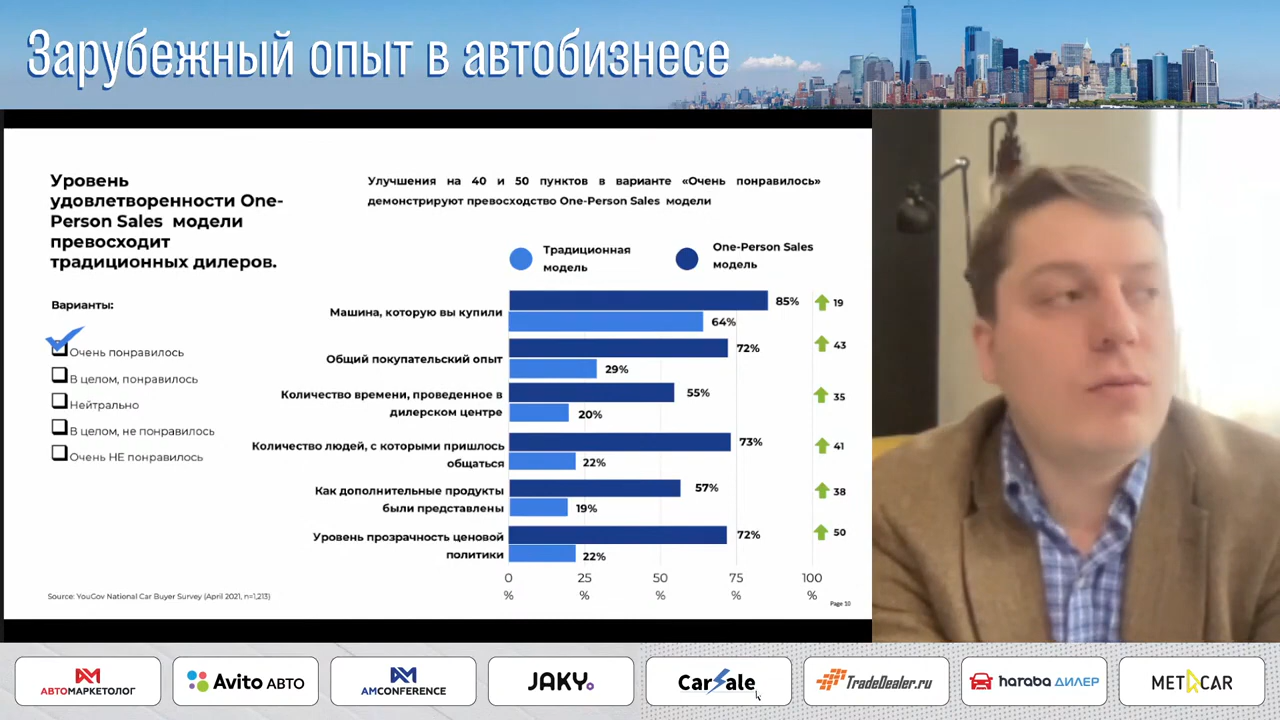 Зарубежный опыт в автобизнесе
Уровень
удовлетворенности One-
Person Sales модели
превосходит
традиционных дилеров.
Варианты:
Очень понравилось
В целом, понравилось
Нейтрально
В целом, не понравилось
Очень НЕ понравилось
Source: YouGov National Car Buyer Survey (April 2021, n=1,213)
Улучшения на 40 и 50 пунктов в варианте «Очень понравилось»
демонстрируют превосходство One-Person Sales модели
Традиционная
модель
One-Person Sales
модель
Машина, которую вы купили
85%
64%
19
Общий покупательский опыт
72%
29%
43
Количество времени, проведенное в
дилерском центре
55%
20%
35
Количество людей, с которыми пришлось
общаться
73%
22%
41
Как дополнительные продукты
были представлены
57%
19%
38
Уровень прозрачность ценовой
политики
72%
22%
50
0 25 50 75 100
% % % % %
Page 10
АВТОМАРКЕТОЛОГ
Avito АВТО
AMCONFERENCE
JAKY
CarSale
TradeDealer.ru
haraba ДИЛЕР
METACAR